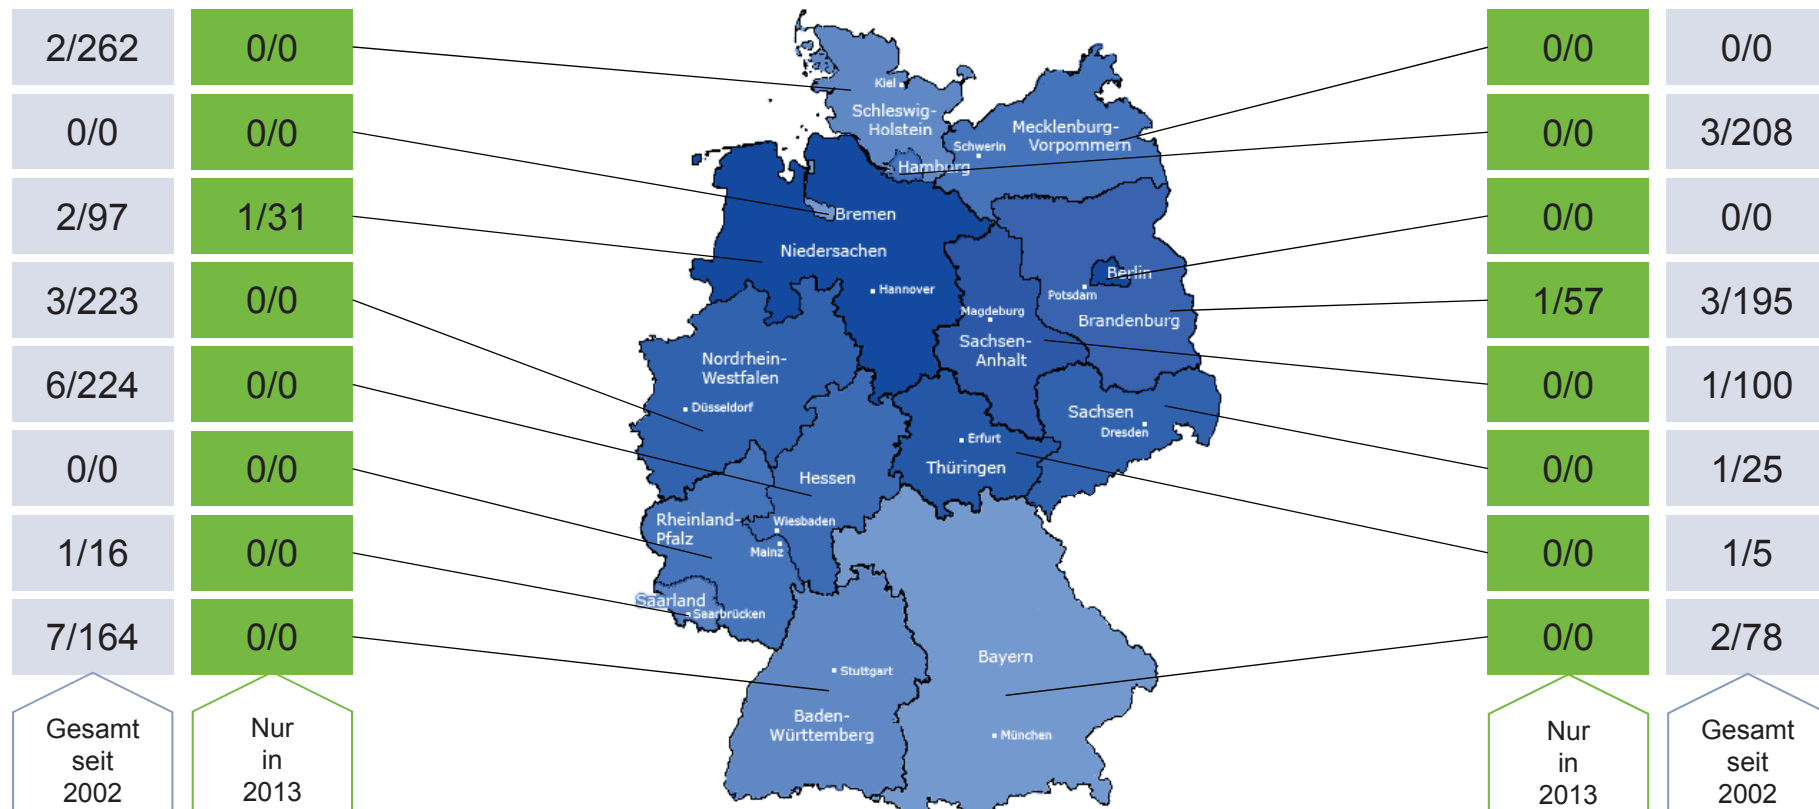 2/262
0/0
0/0
0/0
2/97
1/31
3/223
0/0
6/224
0/0
0/0
0/0
1/16
0/0
7/164
0/0
Gesamt
seit
2002
Nur
in
2013
Kiel
Schleswig-
Holstein
Mecklenburg-
Vorpommern
Schwerin
Hamburg
Bremen
Niedersachen
Hannover
Berlin
Potsdam
Brandenburg
Magdeburg
Sachsen-
Anhalt
Nordrhein-
Westfalen
Düsseldorf
Sachsen
Dresden
Erfurt
Thüringen
Hessen
Wiesbaden
Rheinland-
Pfalz
Mainz
Saarland
Saarbrücken
Stuttgart
Baden-
Württemberg
Bayern
München
0/0
0/0
0/0
3/208
0/0
0/0
1/57
3/195
0/0
1/100
0/0
1/25
0/0
1/5
0/0
2/78
Nur
in
2013
Gesamt
seit
2002